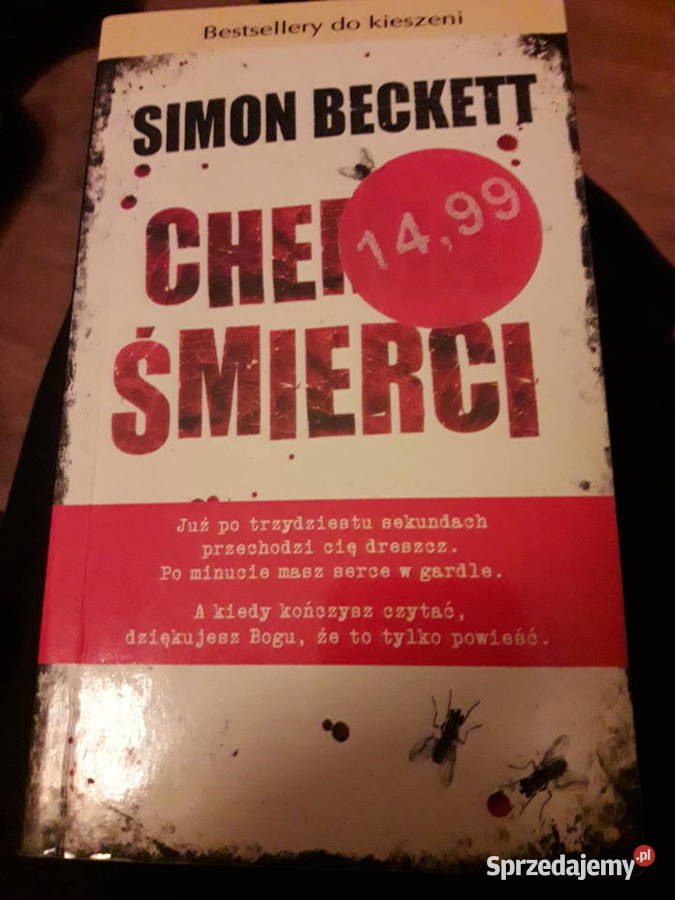 Bestsellery do kieszeni
SIMON BECKETT
14,99
ŚMIERCI
Już po trzydziestu sekundach
przechodzi cię dreszcz.
Po minucie masz serce w gardle.
A kiedy kończysz czytać,
dziękujesz Bogu, że to tylko powieść.
Sprzedajemy.pl